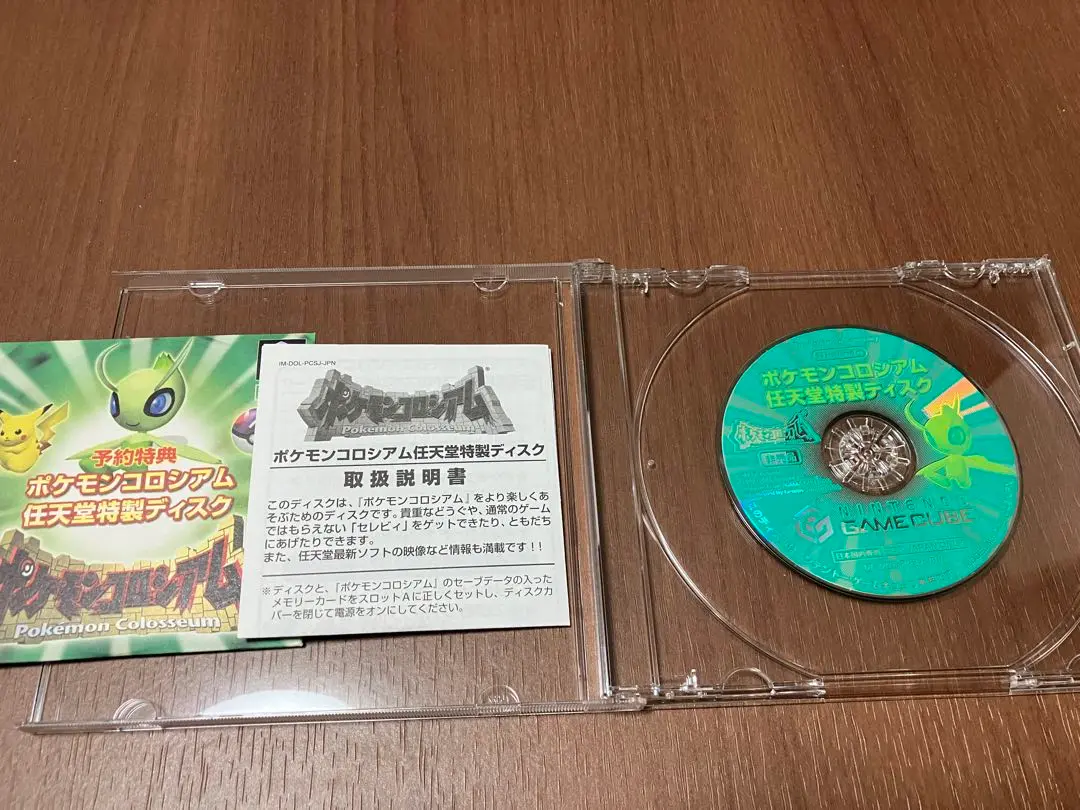 予約特典
ポケモンコロシアム
任天堂特製ディスク
ポケモンコロシアム
Pokémon Colosseum
IM-DOL-PCSJ-JPN
ポケモンコロシアム
Pokémon Colosseum
ポケモンコロシアム任天堂特製ディスク
取扱説明書
このディスクは、『ポケモンコロシアム』をより楽しくあ
そぶためのディスクです。貴重などうぐや、通常のゲーム
ではもらえない「セレビィ」をゲットできたり、ともだち
にあげたりできます。
また、任天堂最新ソフトの映像など情報も満載です!!
※ディスクと、『ポケモンコロシアム』のセーブデータの入った
メモリーカードをスロットAに正しくセットし、ディスクカ
バーを閉じて電源をオンにしてください。
Nintendo
ポケモンコロシアム
任天堂特製ディスク
非売品
NINTENDO
GAMECUBE